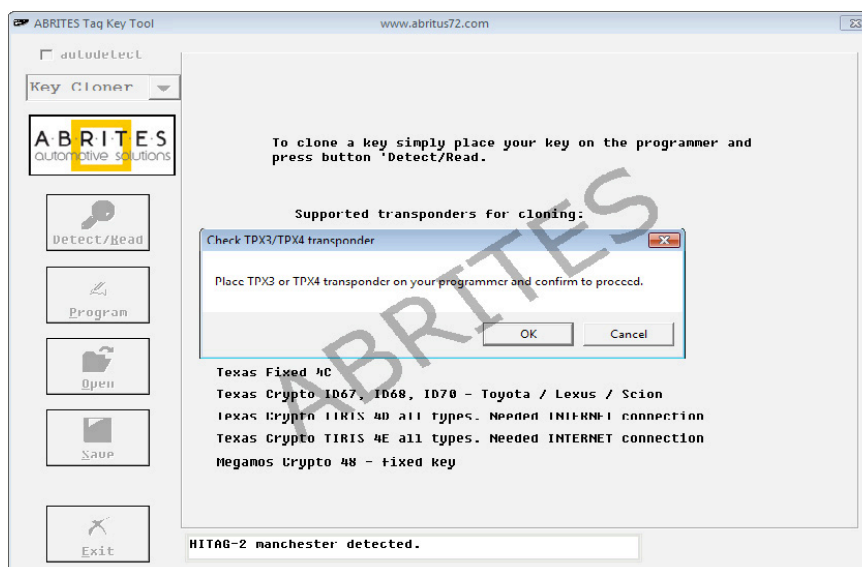 ABRITES Tag Key Tool
www.abritus72.com
autodetect
Key Cloner
A·B·R·I·T·E·S
automotive solutions
To clone a key simply place your key on the programmer and
press button 'Detect/Read.
Supported transponders for cloning:
Detect/Read
Check TPX3/TPX4 transponder
Place TPX3 or TPX4 transponder on your programmer and confirm to proceed.
OK
Cancel
Program
Open
Texas Fixed 4C
Texas Crypto ID67, ID68, ID70 - Toyota / Lexus / Scion
Texas Crypto TIRIS 4D all types. Needed INTERNET connection
Texas Crypto TIRIS 4E all types. Needed INTERNET connection
Megamos Crypto 48 - fixed key
Save
Exit
HITAG-2 manchester detected.
ABRITES